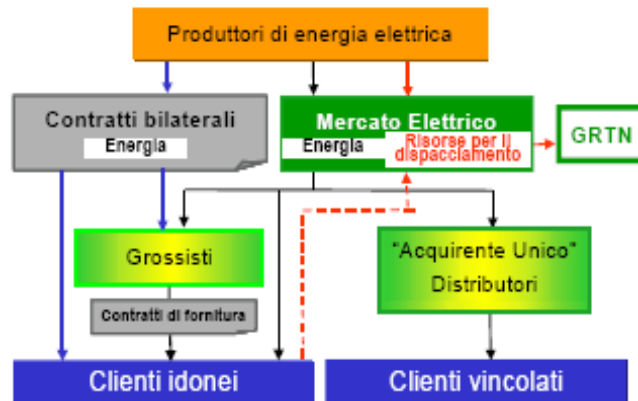 Produttori di energia elettrica
Contratti bilaterali
Energia
Mercato Elettrico
Energia
Risorse per il
dispacciamento
GRTN
Grossisti
"Acquirente Unico"
Distributori
Contratti di fornitura
Clienti idonei
Clienti vincolati